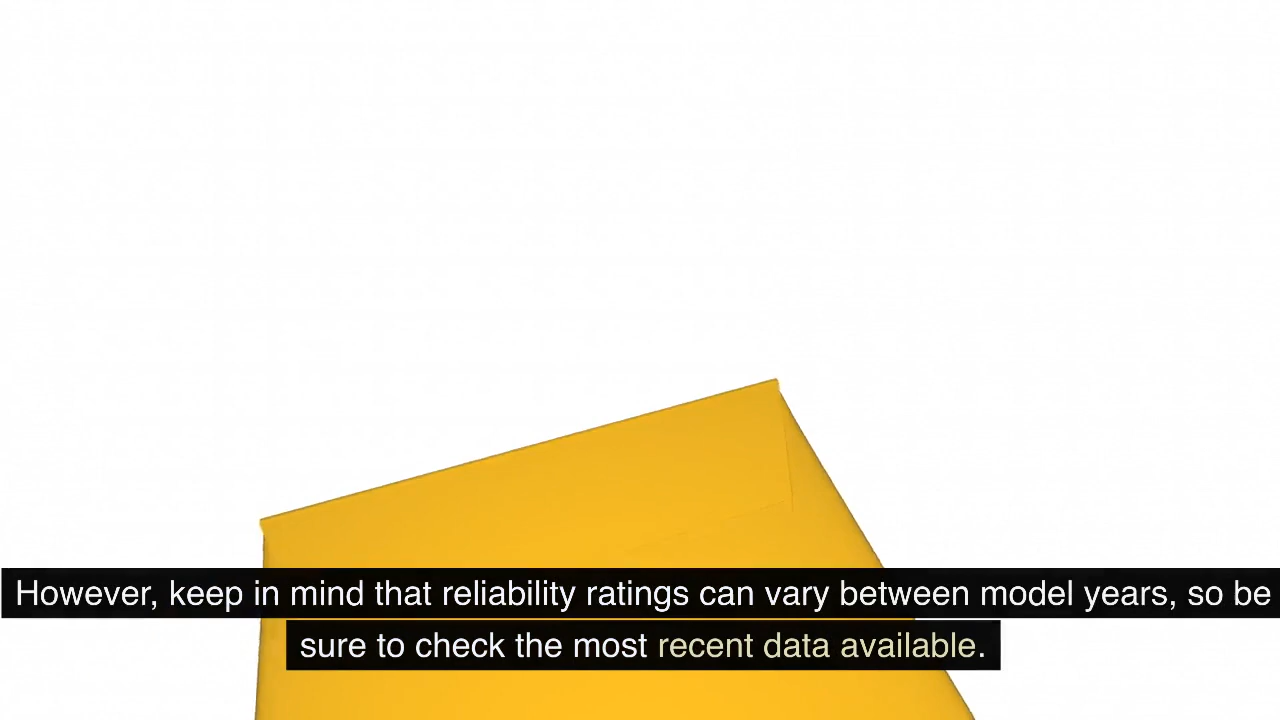 However, keep in mind that reliability ratings can vary between model years, so be
sure to check the most recent data available.